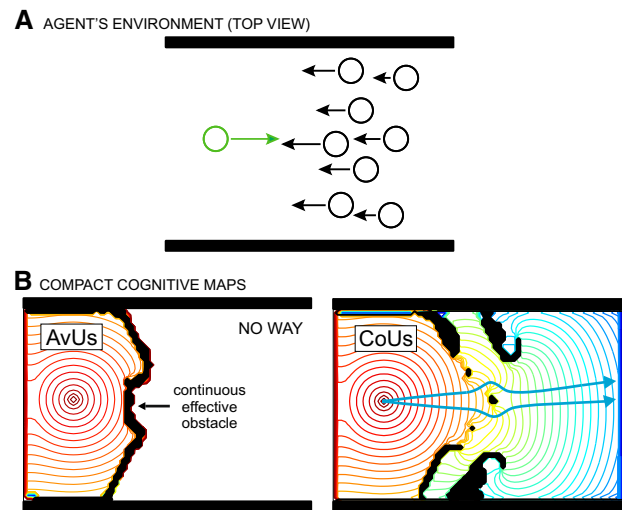 A AGENT'S ENVIRONMENT (TOP VIEW)
B COMPACT COGNITIVE MAPS
AvUs
NO WAY
continuous
effective
obstacle
CoUs